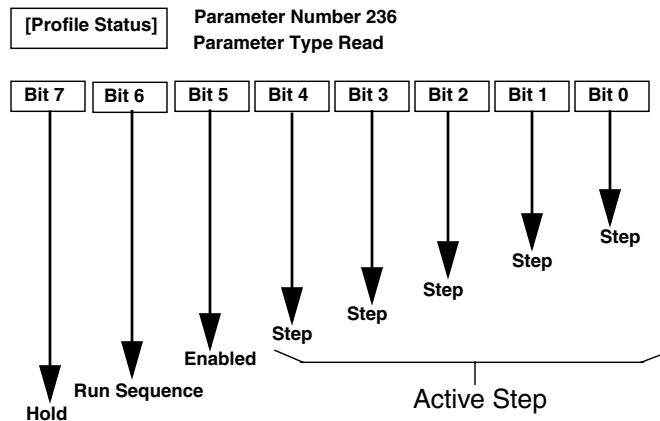 [Profile Status]
Parameter Number 236
Parameter Type Read
Bit 7 Bit 6 Bit 5 Bit 4 Bit 3 Bit 2 Bit 1 Bit 0
Step
Step
Step
Step
Step
Enabled
Run Sequence
Hold
Active Step